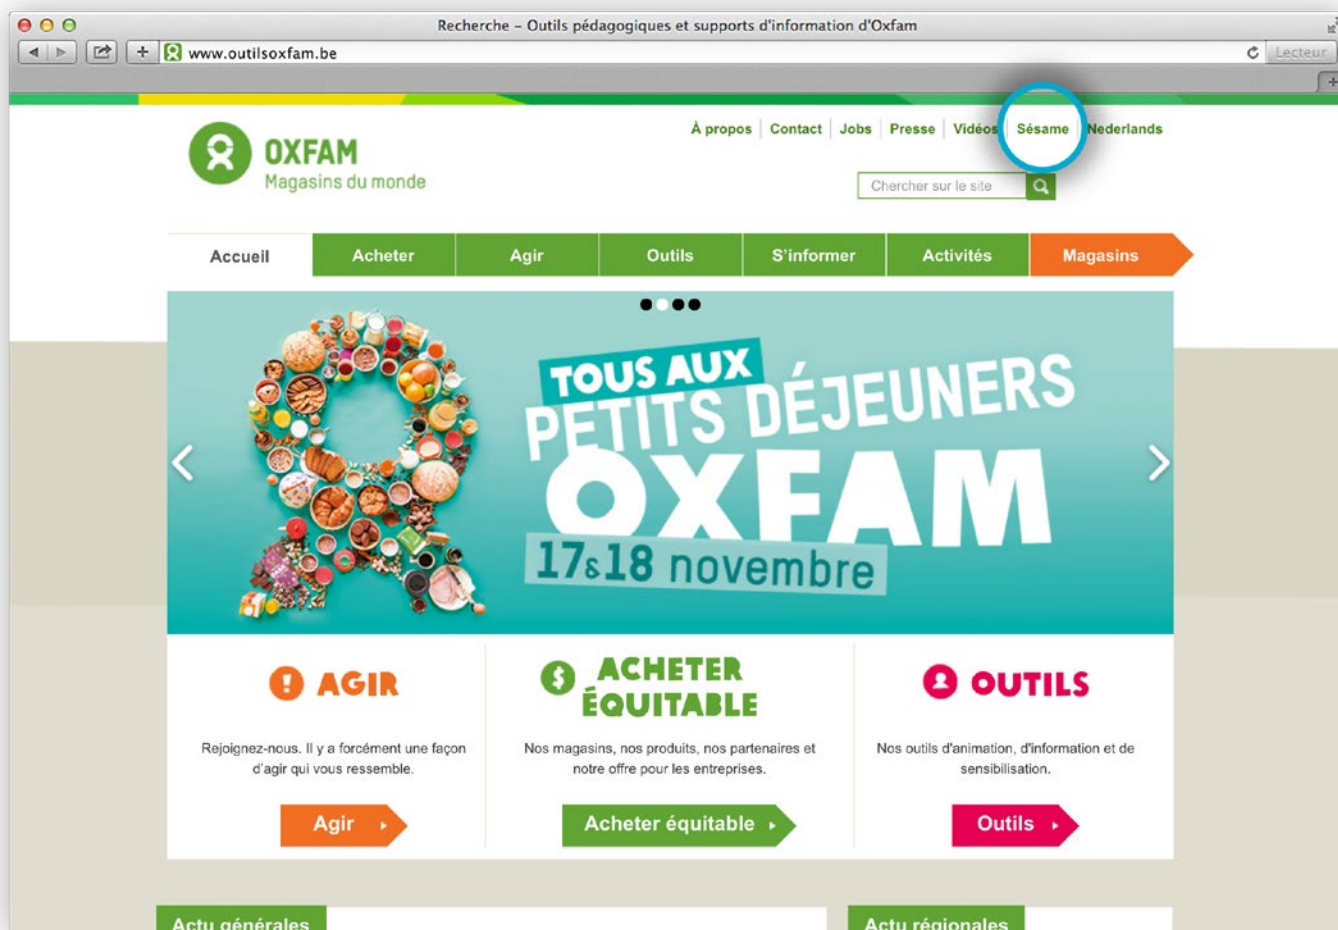 Recherche – Outils pédagogiques et supports d'information d'Oxfam
www.outilsoxfam.be
Lecteur
À propos Contact Jobs Presse Vidéos Sésame Nederlands
OXFAM
Magasins du monde
Chercher sur le site
Accueil Acheter Agir Outils S'informer Activités Magasins
TOUS AUX
PETITS DÉJEUNERS
OXFAM
17&18 novembre
AGIR
Rejoignez-nous. Il y a forcément une façon
d'agir qui vous ressemble.
Agir
ACHETER
ÉQUITABLE
Nos magasins, nos produits, nos partenaires et
notre offre pour les entreprises.
Acheter équitable
OUTILS
Nos outils d'animation, d'information et de
sensibilisation.
Outils
Actu générales
Actu régionales